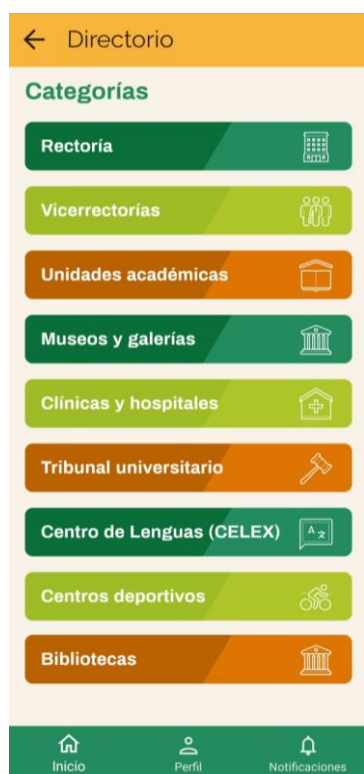 Directorio
Categorías
Rectoría
Vicerrectorías
Unidades académicas
Museos y galerías
Clínicas y hospitales
Tribunal universitario
Centro de Lenguas (CELEX)
A 文
Centros deportivos
Bibliotecas
Inicio Perfil Notificaciones